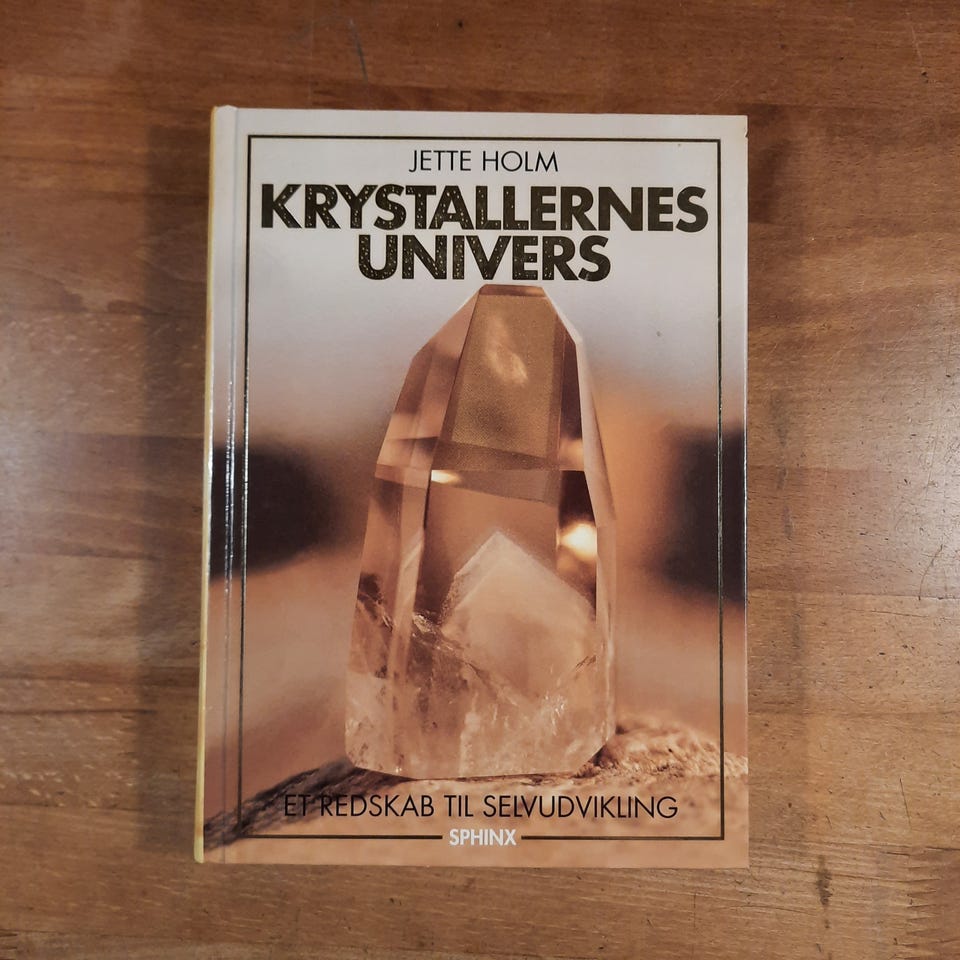 JETTE HOLM
KRYSTALLERNES
UNIVERS
ET REDSKAB TIL SELVUDVIKLING
SPHINX